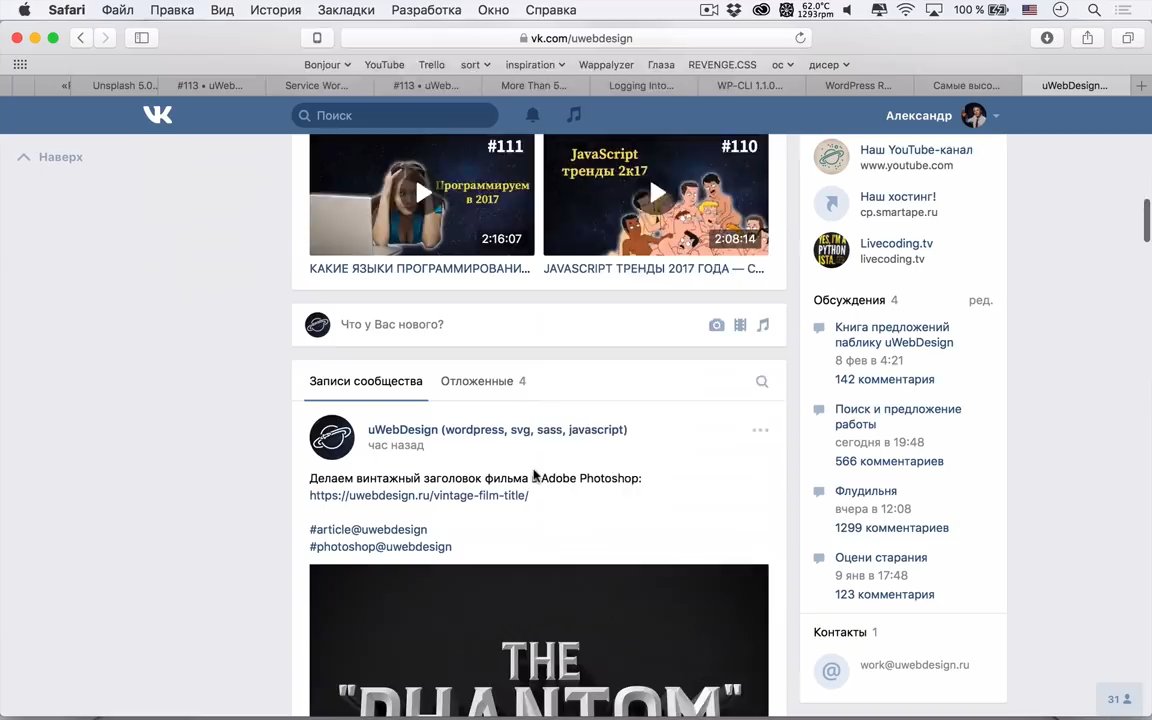 Safari Файл Правка Вид История Закладки Разработка Окно Справка 62.0°C 1293rpm 100 %
vk.com/uwebdesign
Bonjour YouTube Trello sort inspiration Wappalyzer Глаза REVENGE.CSS ос дисер
Unsplash 5.0.. #113 • uWeb... Service Wor... #113 • uWeb... More Than 5... Logging Into... WP-CLI 1.1.0... WordPress R... Самые высо... uWebDesign...
Поиск
Александр
Наверх
#111
Программируем
в 2017
2:16:07
КАКИЕ ЯЗЫКИ ПРОГРАММИРОВАНИ...
#110
JavaScript
тренды 2к17
2:08:14
JAVASCRIPT ТРЕНДЫ 2017 ГОДА — С...
Что у Вас нового?
Записи сообщества Отложенные 4
uWebDesign (wordpress, svg, sass, javascript)
час назад
Делаем винтажный заголовок фильма Adobe Photoshop:
https://uwebdesign.ru/vintage-film-title/
#article@uwebdesign
#photoshop@uwebdesign
THE
"PHANTOM"
Наш YouTube-канал
www.youtube.com
Наш хостинг!
cp.smartape.ru
YES, I'M A
PYTHON
ISTA.
Livecoding.tv
livecoding.tv
Обсуждения 4 ред.
Книга предложений
паблику uWebDesign
8 фев в 4:21
142 комментария
Поиск и предложение
работы
сегодня в 19:48
566 комментариев
Флудильня
вчера в 12:08
1299 комментариев
Оцени старания
9 янв в 17:48
123 комментария
Контакты 1
work@uwebdesign.ru
31